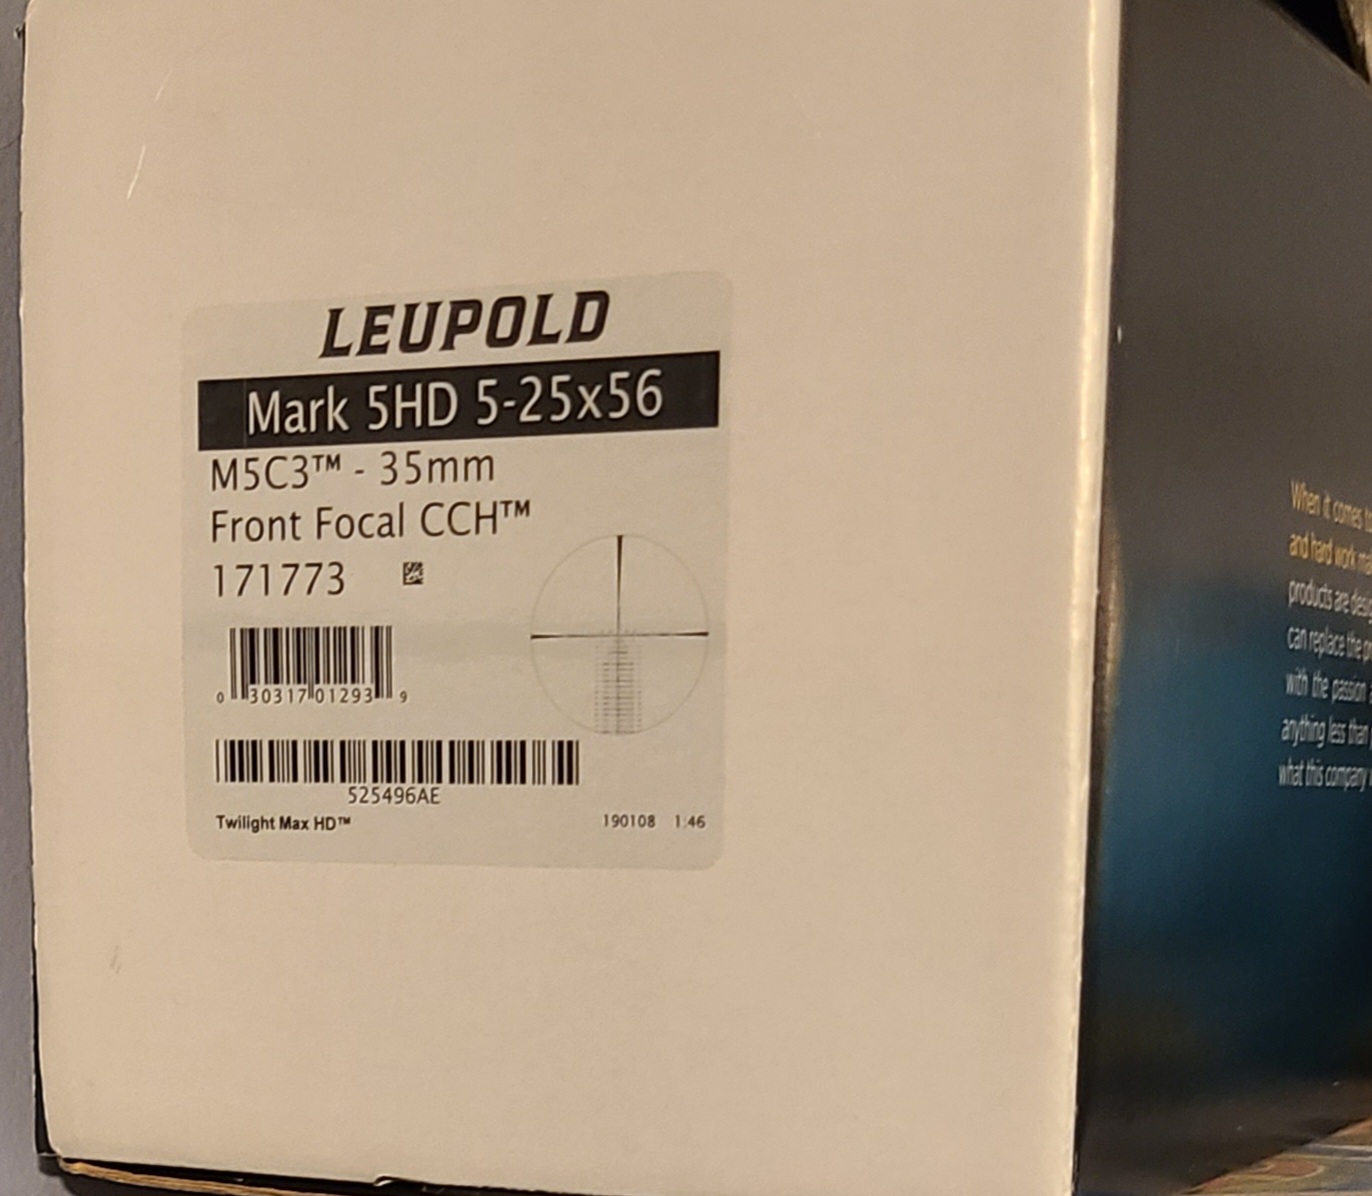 LEUPOLD
Mark 5HD 5-25x56
M5C3™ - 35mm
Front Focal CCH™
171773
0 30317 01293 9
525496AE
Twilight Max HD™ 190108 1.46
When it comes
and hard work
products are
can replace the
with the passion
anything less than
what this company